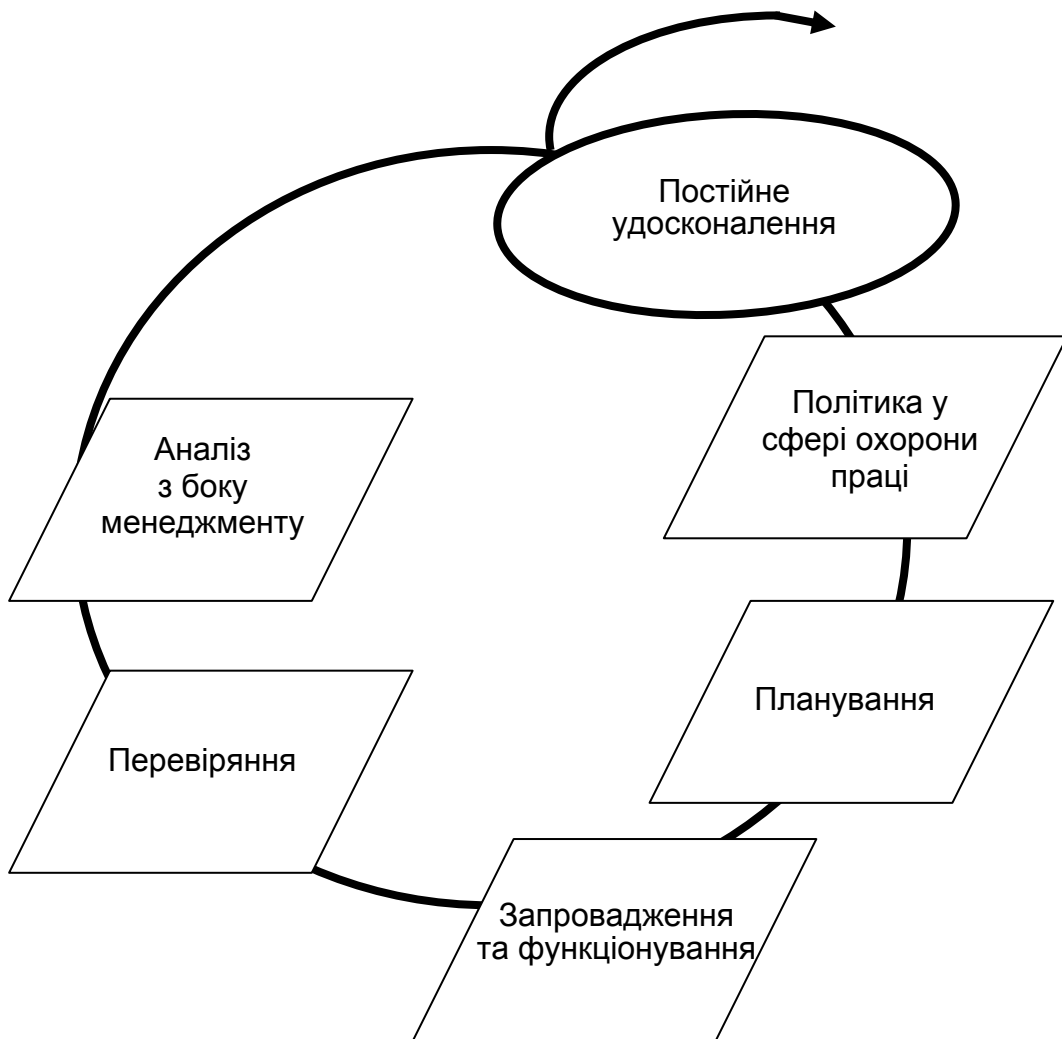 Постійне
удосконалення
Політика у
сфері охорони
праці
Планування
Запровадження
та функціонування
Перевіряння
Аналіз
з боку
менеджменту